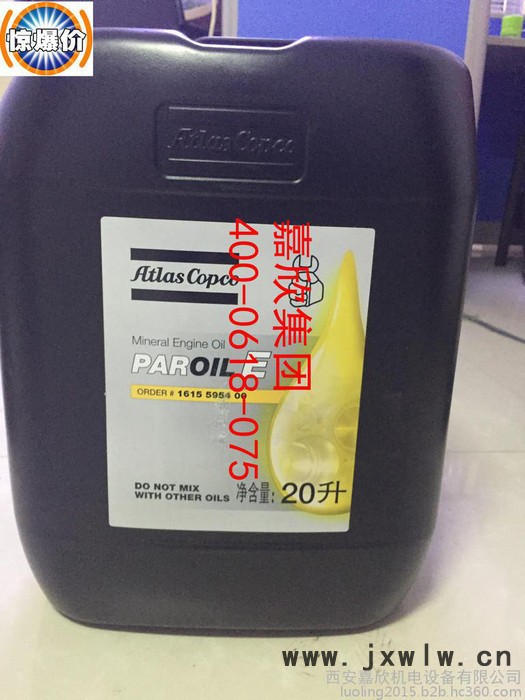 惊爆价
Atlas Copco
Atlas Copco
Mineral Engine Oil
PAROIL E
ORDER # 1615 5954 00
DO NOT MIX
WITH OTHER OILS
净含量: 20升
嘉欣集团
400-0618-075
www.jxwlw.cn
西安嘉欣机电设备有限公司
luoling2015.b2b.hc360.com